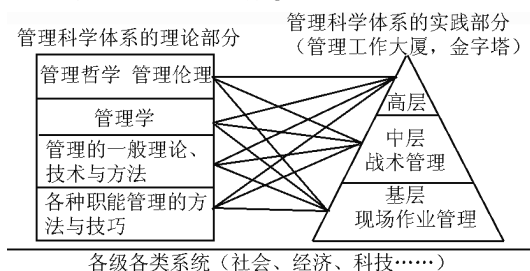 管理科学体系的理论部分
管理科学体系的实践部分
（管理工作大厦，金字塔）
管理哲学 管理伦理
管理学
管理的一般理论、
技术与方法
各种职能管理的方
法与技巧
高层
中层
战术管理
基层
现场作业管理
各级各类系统（社会、经济、科技……）